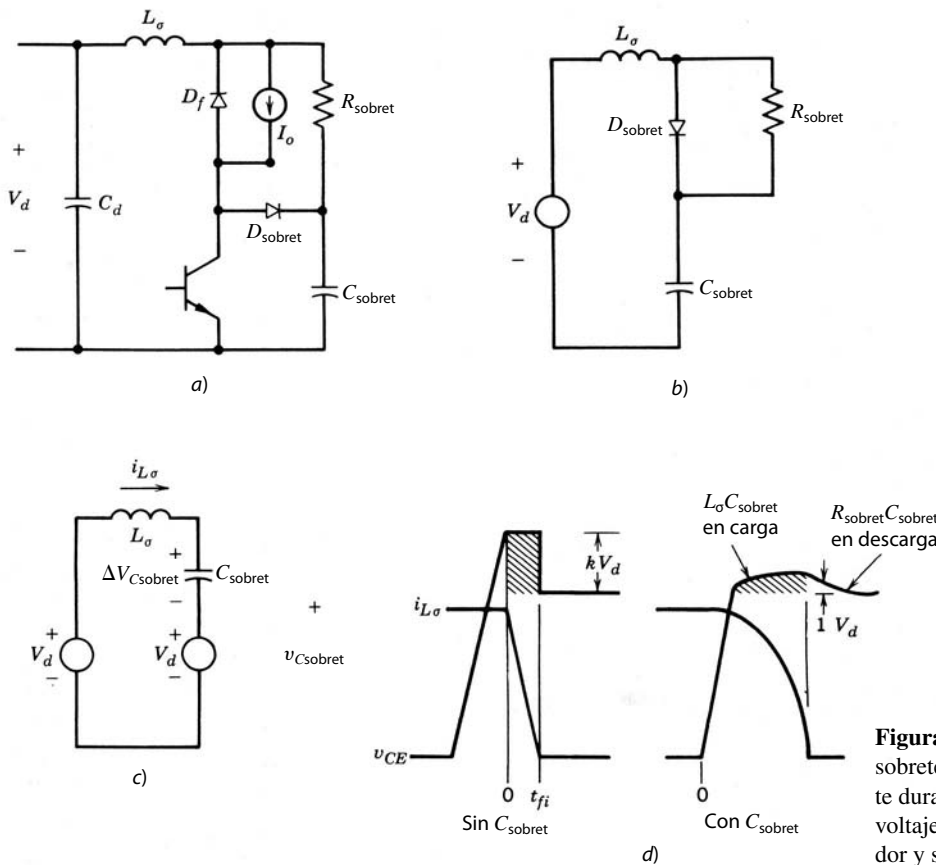 L_σ
D_f
I_o
R_sobret
+
V_d
−
C_d
D_sobret
C_sobret
a)
L_σ
D_sobret
R_sobret
+
V_d
−
C_sobret
b)
i_Lσ
L_σ
+
ΔV_Csobret
C_sobret
−
+
V_d
−
+
V_d
−
+
v_Csobret
c)
i_Lσ
kV_d
v_CE
0 t_fi
Sin C_sobret
L_σC_sobret
en carga
R_sobretC_sobret
en descarga
1 V_d
0
Con C_sobret
d)
Figura
sobret
te dura
voltaje
dor y s